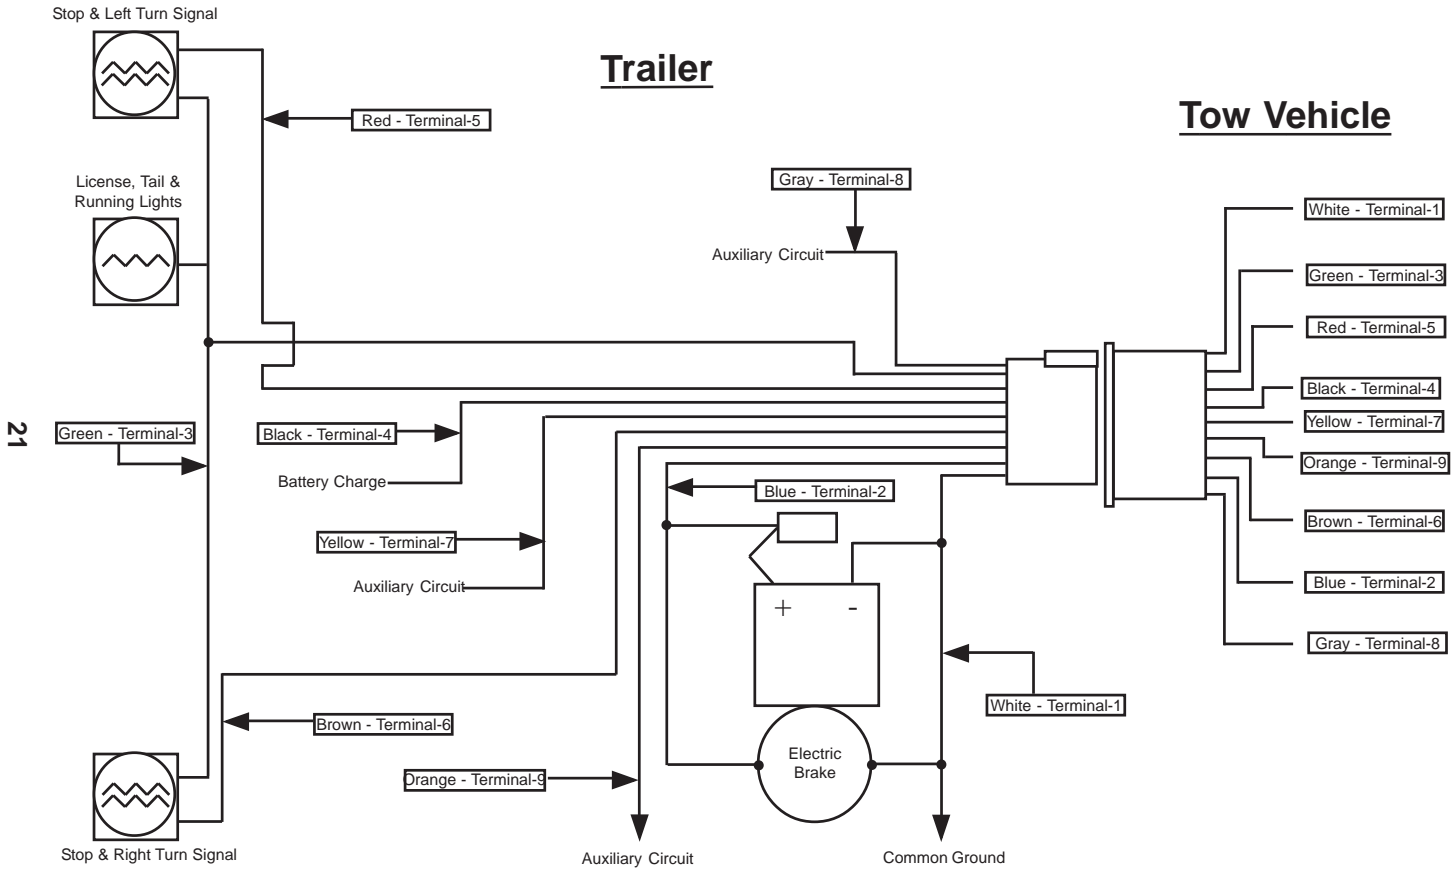 Stop & Left Turn Signal
Trailer
Tow Vehicle
Red - Terminal-5
License, Tail &
Running Lights
Gray - Terminal-8
Auxiliary Circuit
White - Terminal-1
Green - Terminal-3
Red - Terminal-5
Black - Terminal-4
Yellow - Terminal-7
Orange - Terminal-9
Brown - Terminal-6
Blue - Terminal-2
Gray - Terminal-8
21
Green - Terminal-3
Black - Terminal-4
Battery Charge
Yellow - Terminal-7
Auxiliary Circuit
Blue - Terminal-2
+ -
White - Terminal-1
Brown - Terminal-6
Electric
Brake
Orange - Terminal-9
Stop & Right Turn Signal
Auxiliary Circuit
Common Ground